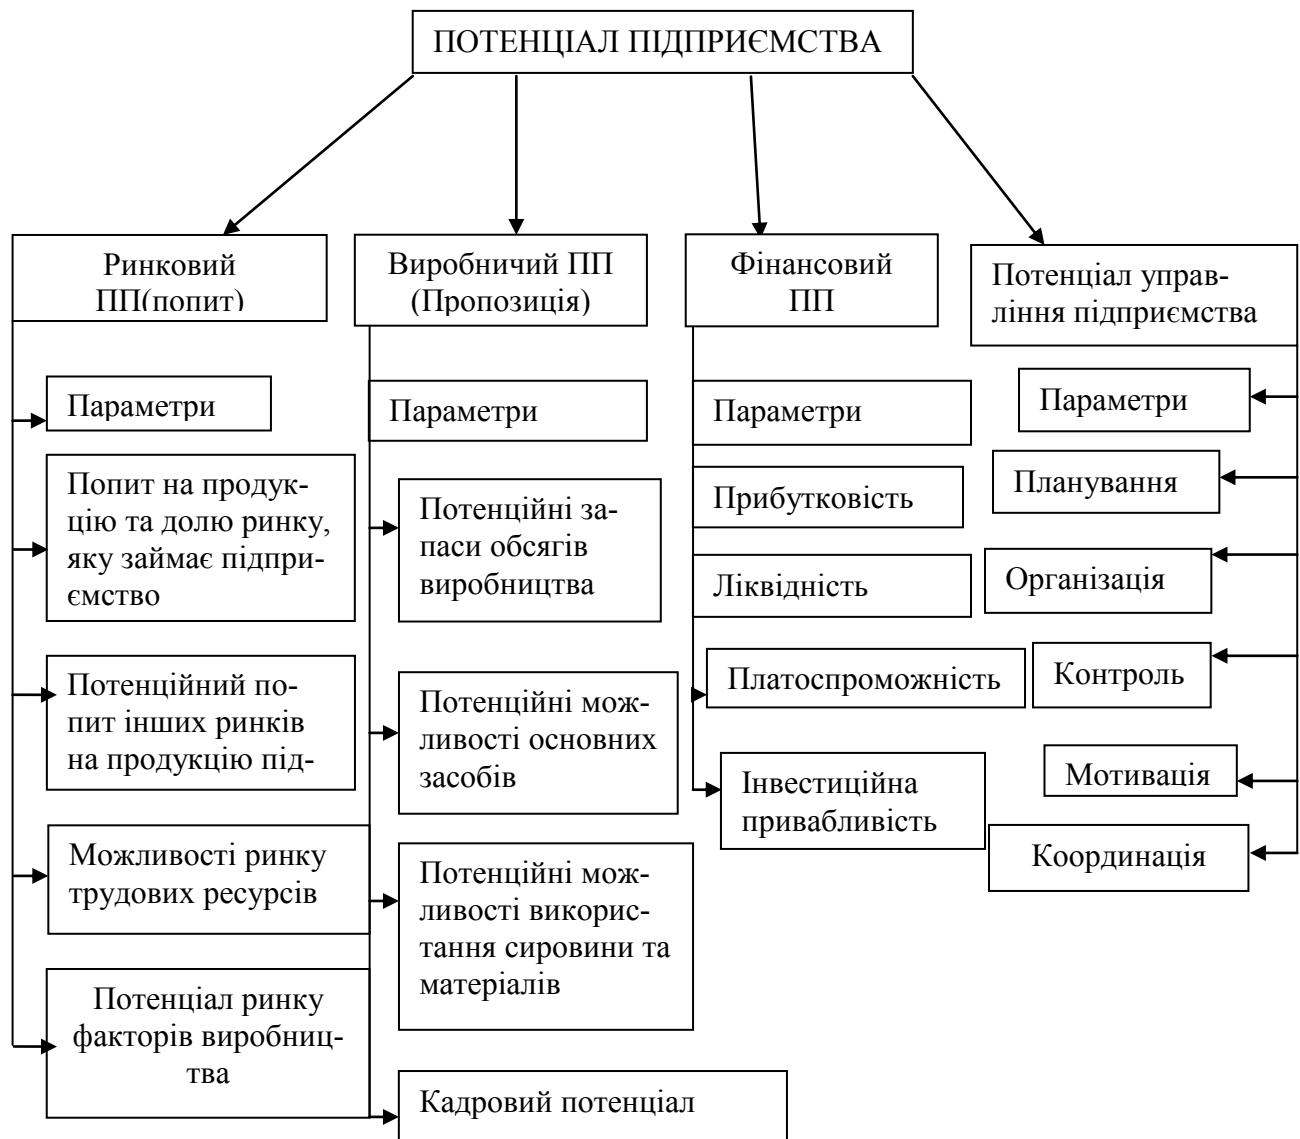 ПОТЕНЦІАЛ ПІДПРИЄМСТВА
Ринковий
ПП(попит)
Параметри
Попит на продук-
цію та долю ринку,
яку займає підпри-
ємство
Потенційний по-
пит інших ринків
на продукцію під-
Можливості ринку
трудових ресурсів
Потенціал ринку
факторів виробниц-
тва
Виробничий ПП
(Пропозиція)
Параметри
Потенційні за-
паси обсягів
виробництва
Потенційні мож-
ливості основних
засобів
Потенційні мож-
ливості викорис-
тання сировини та
матеріалів
Кадровий потенціал
Фінансовий
ПП
Параметри
Прибутковість
Ліквідність
Платоспроможність
Інвестиційна
привабливість
Потенціал управ-
ління підприємства
Параметри
Планування
Організація
Контроль
Мотивація
Координація